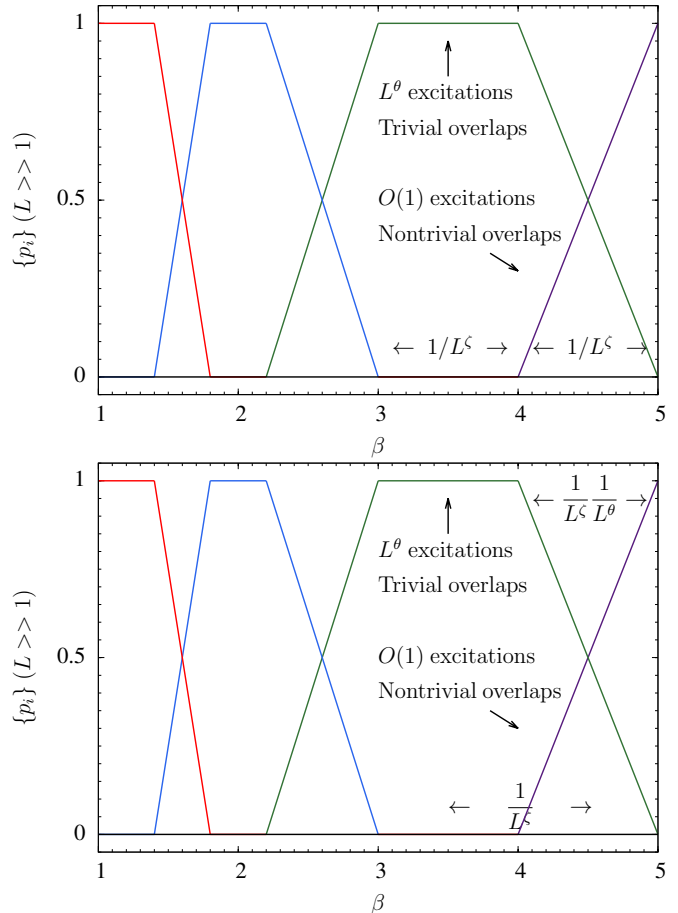 1
L^θ excitations
Trivial overlaps
{p_i} (L >> 1)
0.5
O(1) excitations
Nontrivial overlaps
← 1/L^ζ → ← 1/L^ζ →
0
1 2 3 4 5
β
1
← 1/L^ζ 1/L^θ →
L^θ excitations
Trivial overlaps
{p_i} (L >> 1)
0.5
O(1) excitations
Nontrivial overlaps
← 1/L^ζ →
0
1 2 3 4 5
β